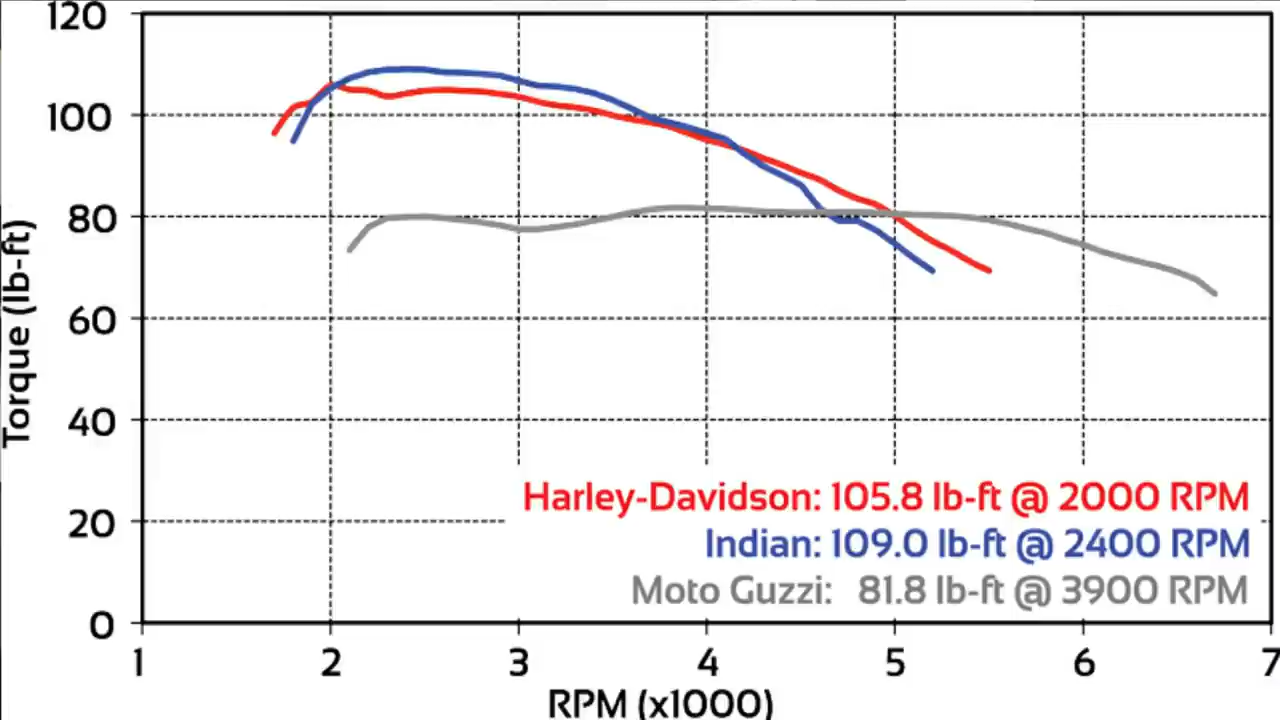 120
100
80
60
40
20
0
Torque (lb-ft)
Harley-Davidson: 105.8 lb-ft @ 2000 RPM
Indian: 109.0 lb-ft @ 2400 RPM
Moto Guzzi: 81.8 lb-ft @ 3900 RPM
1 2 3 4 5 6 7
RPM (x1000)